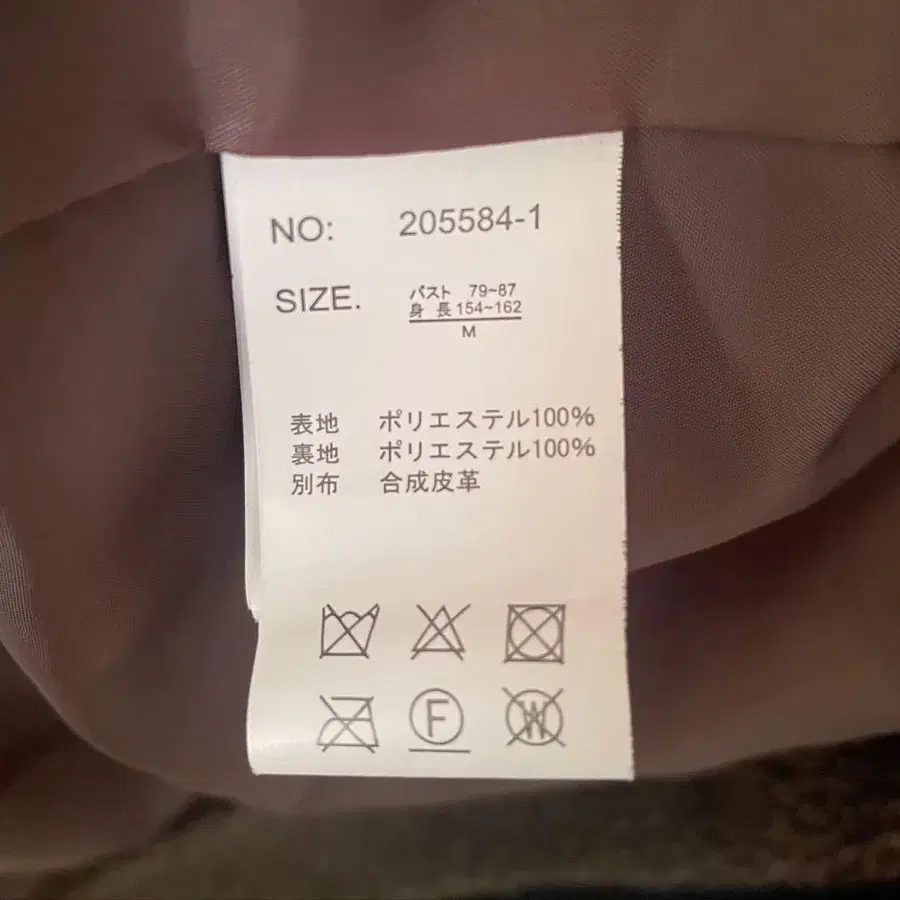 NO: 205584-1
SIZE. バスト 79~87
身 長 154~162
M
表地 ポリエステル100%
裏地 ポリエステル100%
別布 合成皮革
F W